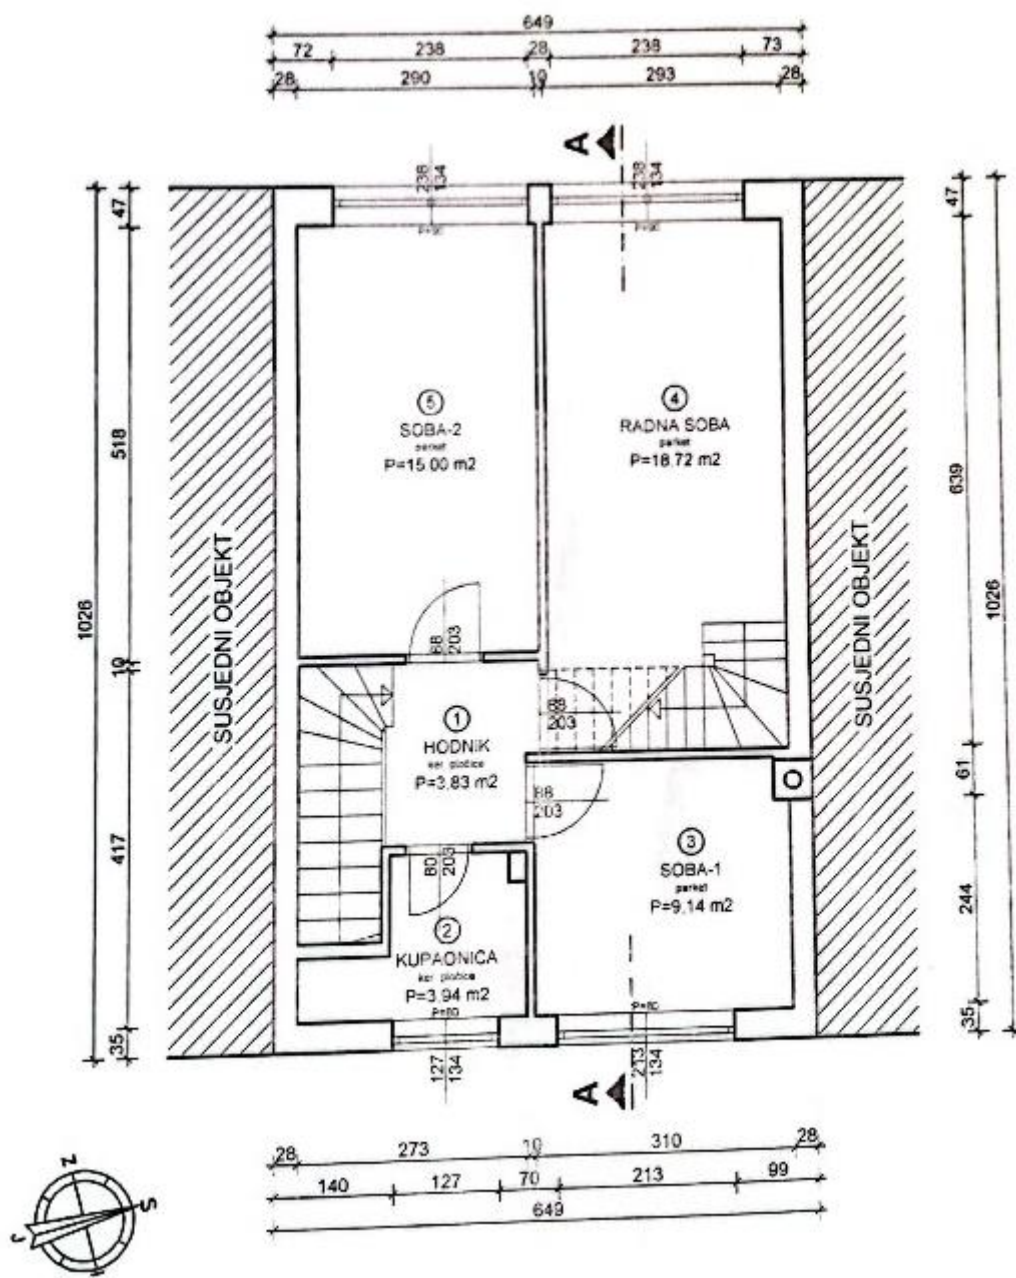 649
72 238 28 238 73
28 290 10 293 28
A
238
134
238
134
47
47
P=80
P=80
5
SOBA-2
parket
P=15.00 m2
4
RADNA SOBA
parket
P=18.72 m2
518
639
SUSJEDNI OBJEKT
SUSJEDNI OBJEKT
1026
1026
10
88
203
88
203
1
HODNIK
ker. pločice
P=3.83 m2
61
88
203
417
80
203
3
SOBA-1
parket
P=9.14 m2
244
2
KUPAONICA
ker. pločice
P=3.94 m2
P=80
P=80
35
35
127
134
213
134
A
28 273 10 310 28
140 127 70 213 99
649
Z
S
J